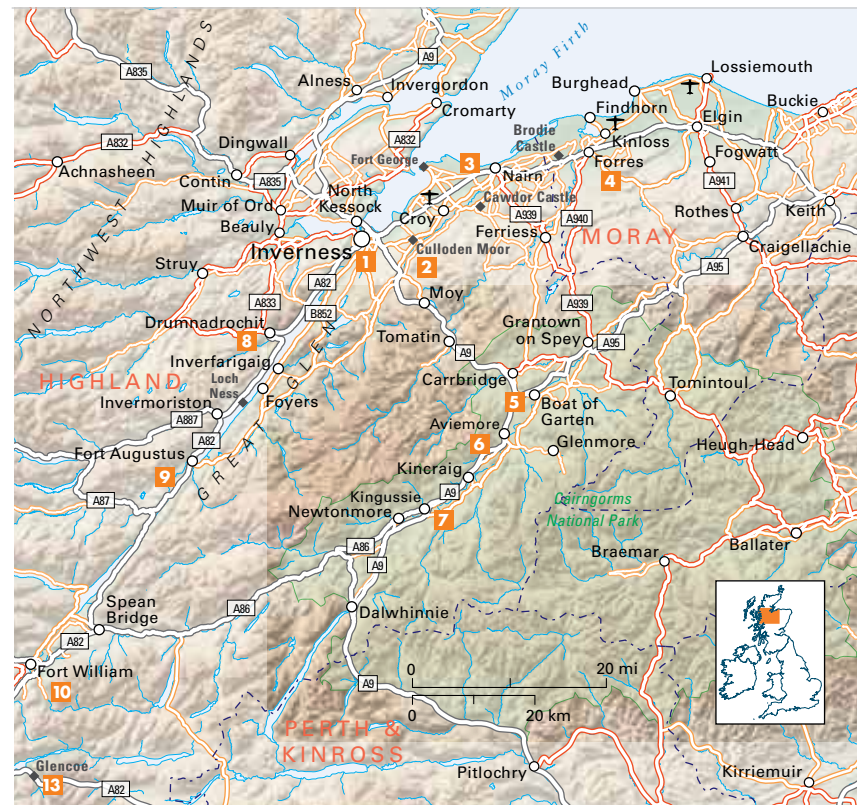 A9
A835
Alness
Invergordon
Cromarty
Moray Firth
Burghead
Lossiemouth
Findhorn
Buckie
Elgin
Kinloss
Forres
4
Fogwatt
A941
Brodie
Castle
3
Nairn
Fort George
A832
A832
Achnasheen
Dingwall
Contin
A835
NORTHWEST HIGHLANDS
Muir of Ord
Beauly
North
Kessock
Croy
Cawdor Castle
A939
A940
Ferriess
MORAY
Rothes
Keith
Craigellachie
A95
Inverness
1
Culloden Moor
2
Struy
A82
A833
B852
Moy
Drumnadrochit
8
Tomatin
A9
A939
Grantown
on Spey
A95
Inverfarigaig
HIGHLAND
Loch
Ness
Foyers
Invermoriston
A887
A82
GREAT GLEN
Carrbridge
5
Boat of
Garten
Tomintoul
Aviemore
6
Glenmore
Heugh-Head
Fort Augustus
9
Kincraig
A87
Kingussie
A9
Newtonmore
7
Cairngorms
National Park
A86
A9
Braemar
Ballater
A86
Dalwhinnie
Spean
Bridge
A82
Fort William
10
0
20 mi
0
20 km
A9
PERTH &
KINROSS
Glencoe
13
A82
Pitlochry
Kirriemuir